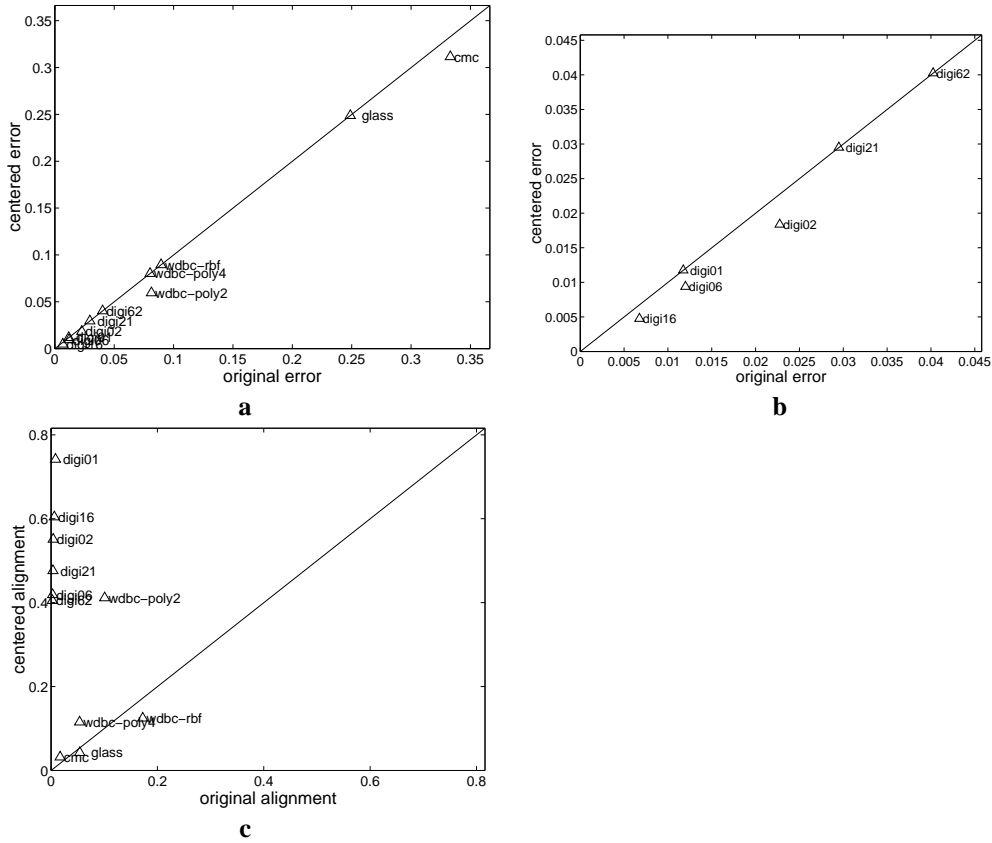 0.35
0.3
0.25
0.2
0.15
0.1
0.05
0
centered error
cmc
glass
wdbc−rbf
wdbc−poly4
wdbc−poly2
digi62
digi21
digi02
digi01
digi06
digi16
0 0.05 0.1 0.15 0.2 0.25 0.3 0.35
original error
a
0.045
0.04
0.035
0.03
0.025
0.02
0.015
0.01
0.005
0
centered error
digi62
digi21
digi02
digi01
digi06
digi16
0 0.005 0.01 0.015 0.02 0.025 0.03 0.035 0.04 0.045
original error
b
0.8
0.6
0.4
0.2
0
centered alignment
digi01
digi16
digi02
digi21
digi06
digi62
wdbc−poly2
wdbc−poly4
wdbc−rbf
glass
cmc
0 0.2 0.4 0.6 0.8
original alignment
c